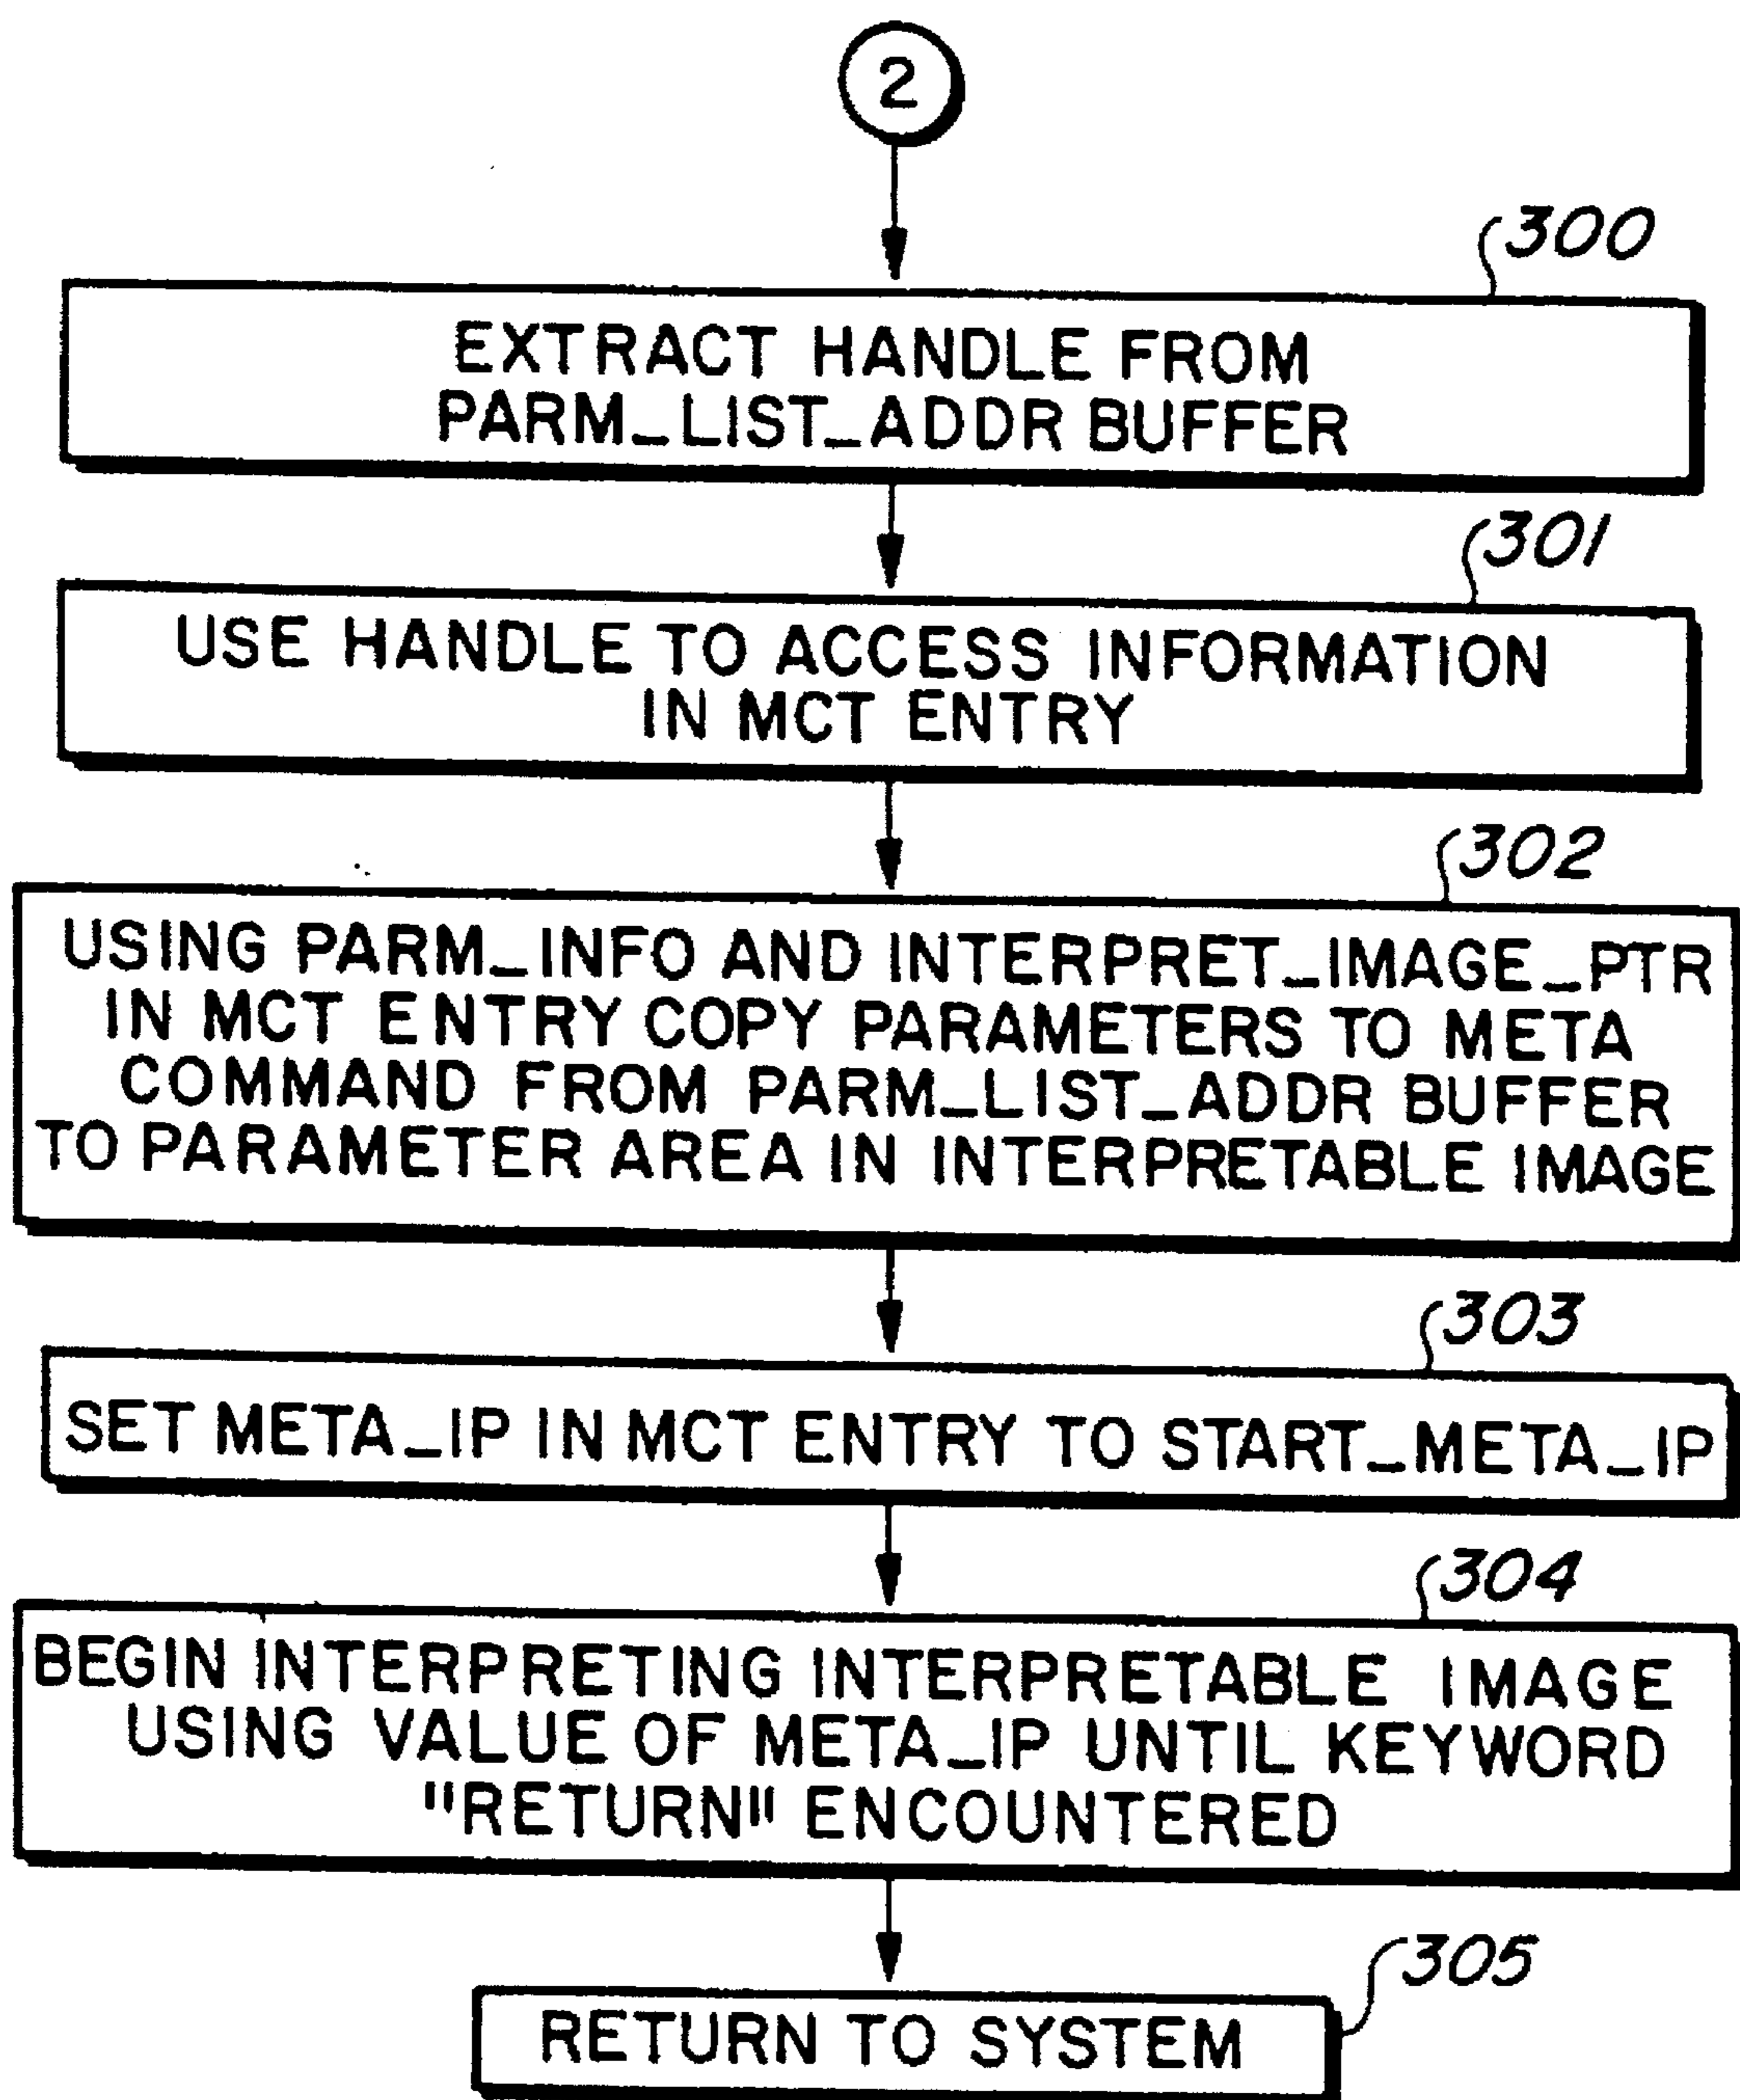 2
300
EXTRACT HANDLE FROM
PARM_LIST_ADDR BUFFER
301
USE HANDLE TO ACCESS INFORMATION
IN MCT ENTRY
302
USING PARM_INFO AND INTERPRET_IMAGE_PTR
IN MCT ENTRY COPY PARAMETERS TO META
COMMAND FROM PARM_LIST_ADDR BUFFER
TO PARAMETER AREA IN INTERPRETABLE IMAGE
303
SET META_IP IN MCT ENTRY TO START_META_IP
304
BEGIN INTERPRETING INTERPRETABLE IMAGE
USING VALUE OF META_IP UNTIL KEYWORD
"RETURN" ENCOUNTERED
305
RETURN TO SYSTEM